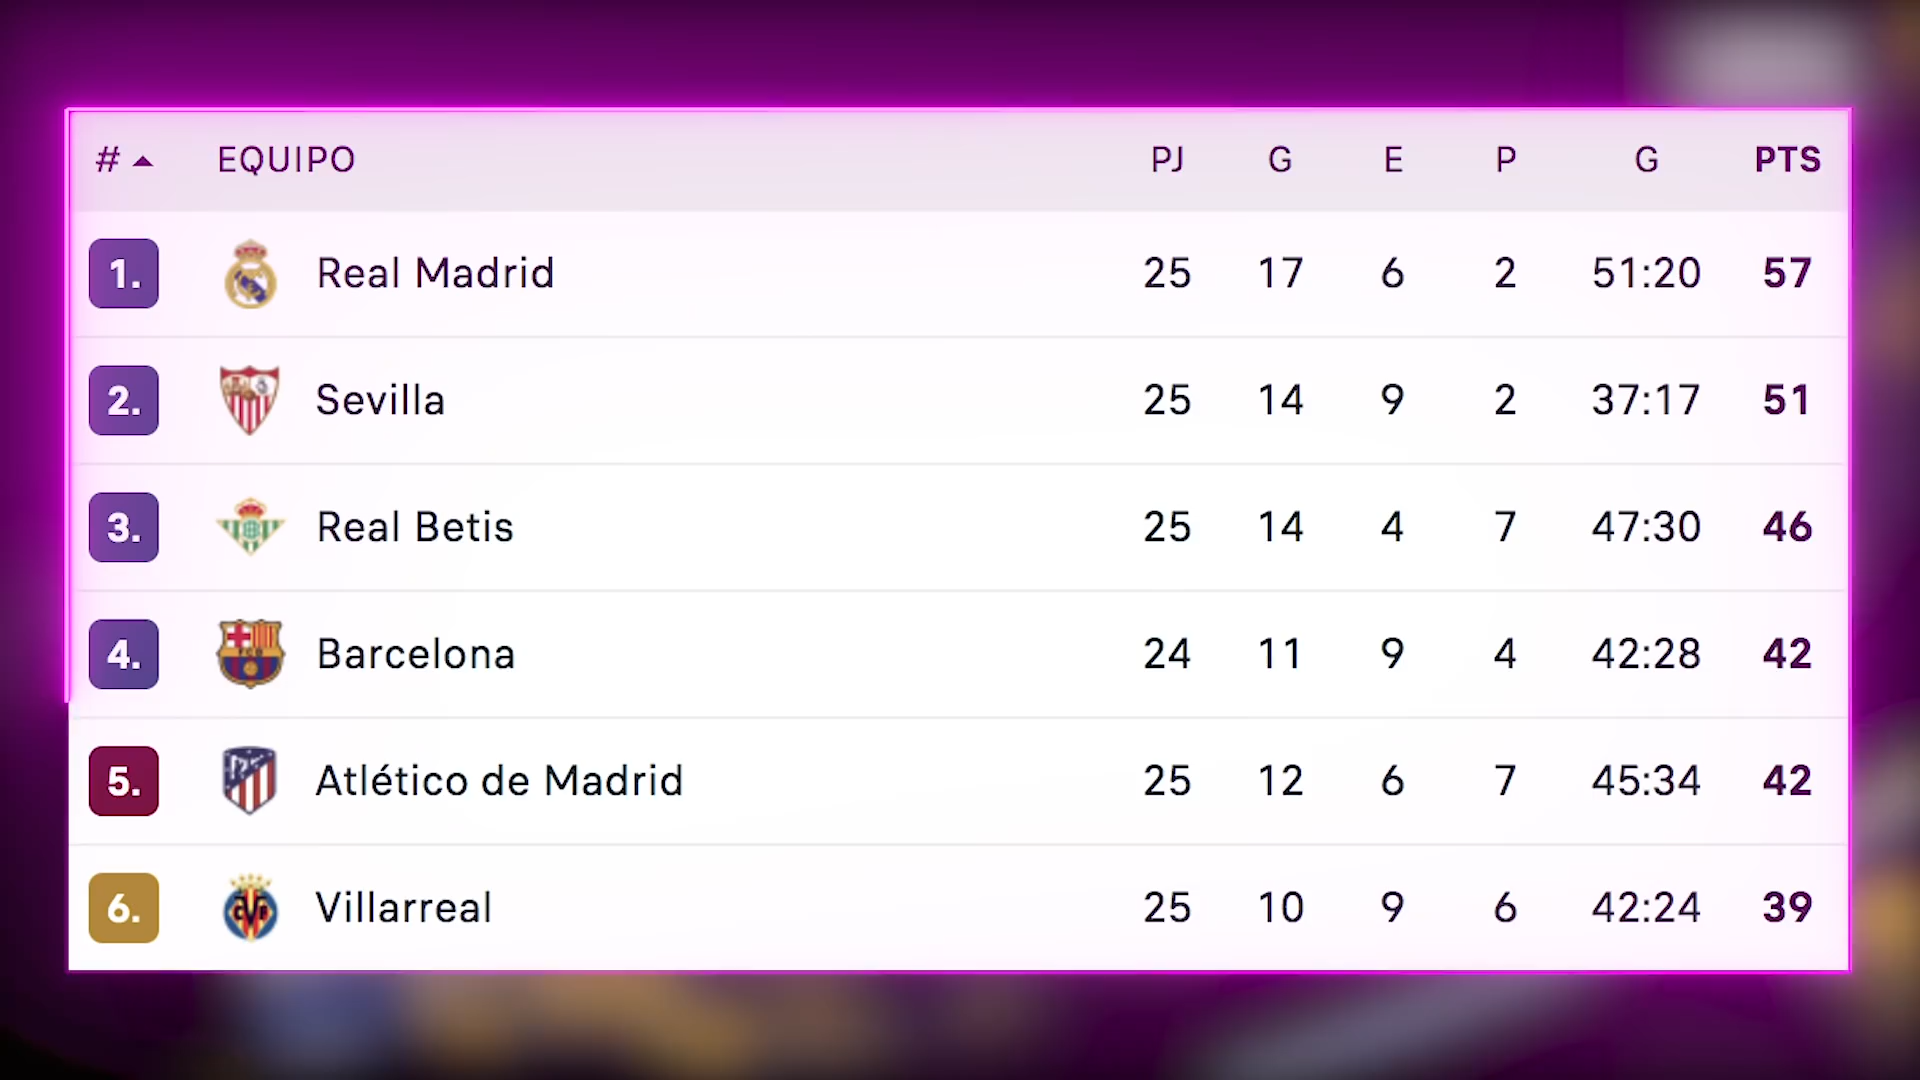 # EQUIPO PJ G E P G PTS
1. Real Madrid 25 17 6 2 51:20 57
2. Sevilla 25 14 9 2 37:17 51
3. Real Betis 25 14 4 7 47:30 46
4. Barcelona 24 11 9 4 42:28 42
5. Atlético de Madrid 25 12 6 7 45:34 42
6. Villarreal 25 10 9 6 42:24 39